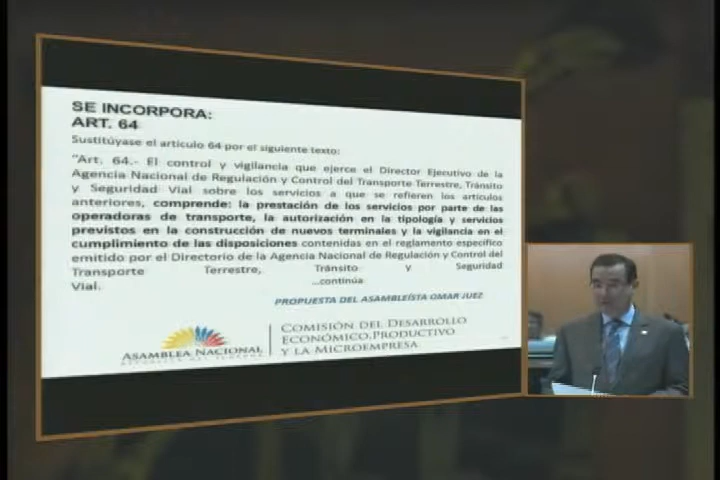 SE INCORPORA:
ART. 64
Sustitúyase el artículo 64 por el siguiente texto:
"Art. 64.- El control y vigilancia que ejerce el Director Ejecutivo de la
Agencia Nacional de Regulación y Control del Transporte Terrestre, Tránsito
y Seguridad Vial sobre los servicios a que se refieren los artículos
anteriores, comprende: la prestación de los servicios por parte de las
operadoras de transporte, la autorización en la tipología y servicios
previstos en la construcción de nuevos terminales y la vigilancia en el
cumplimiento de las disposiciones contenidas en el reglamento específico
emitido por el Directorio de la Agencia Nacional de Regulación y Control del
Transporte Terrestre, Tránsito y Seguridad
Vial. ...continúa
PROPUESTA DEL ASAMBLEÍSTA OMAR JUEZ
ASAMBLEA NACIONAL
REPÚBLICA DEL ECUADOR
COMISIÓN DEL DESARROLLO
ECONÓMICO, PRODUCTIVO
Y LA MICROEMPRESA